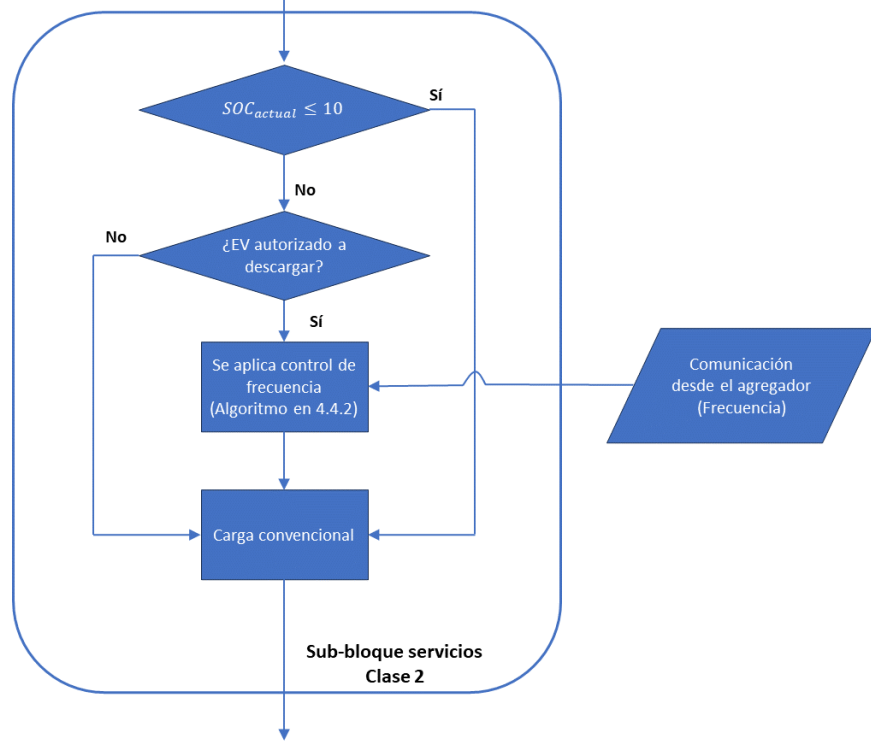 Sí
SOC_actual ≤ 10
No
No
¿EV autorizado a
descargar?
Sí
Se aplica control de
frecuencia
(Algoritmo en 4.4.2)
Comunicación
desde el agregador
(Frecuencia)
Carga convencional
Sub-bloque servicios
Clase 2